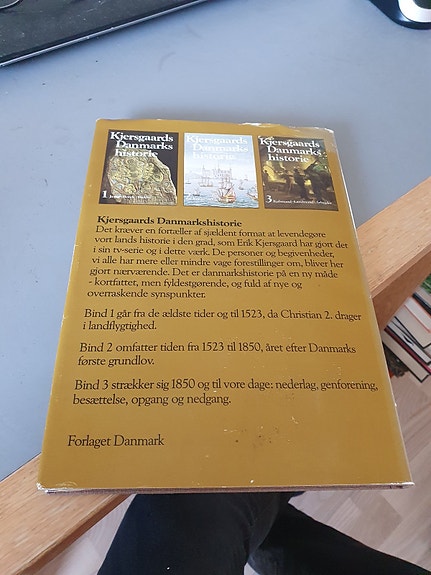 Kjersgaards
Danmarks
historie
1
Kjersgaards
Danmarks
historie
Kjersgaards
Danmarks
historie
3
Kjersgaards Danmarkshistorie
Det kræver en fortæller af sjældent format at levendegøre
vort lands historie i den grad, som Erik Kjersgaard har gjort det
i sin tv-serie og i dette værk. De personer og begivenheder,
vi alle har mere eller mindre vage forestillinger om, bliver her
gjort nærværende. Det er danmarkshistorie på en ny måde
- kortfattet, men fyldestgørende, og fuld af nye og
overraskende synspunkter.
Bind 1 går fra de ældste tider og til 1523, da Christian 2. drager
i landflygtighed.
Bind 2 omfatter tiden fra 1523 til 1850, året efter Danmarks
første grundlov.
Bind 3 strækker sig 1850 og til vore dage: nederlag, genforening,
besættelse, opgang og nedgang.
Forlaget Danmark